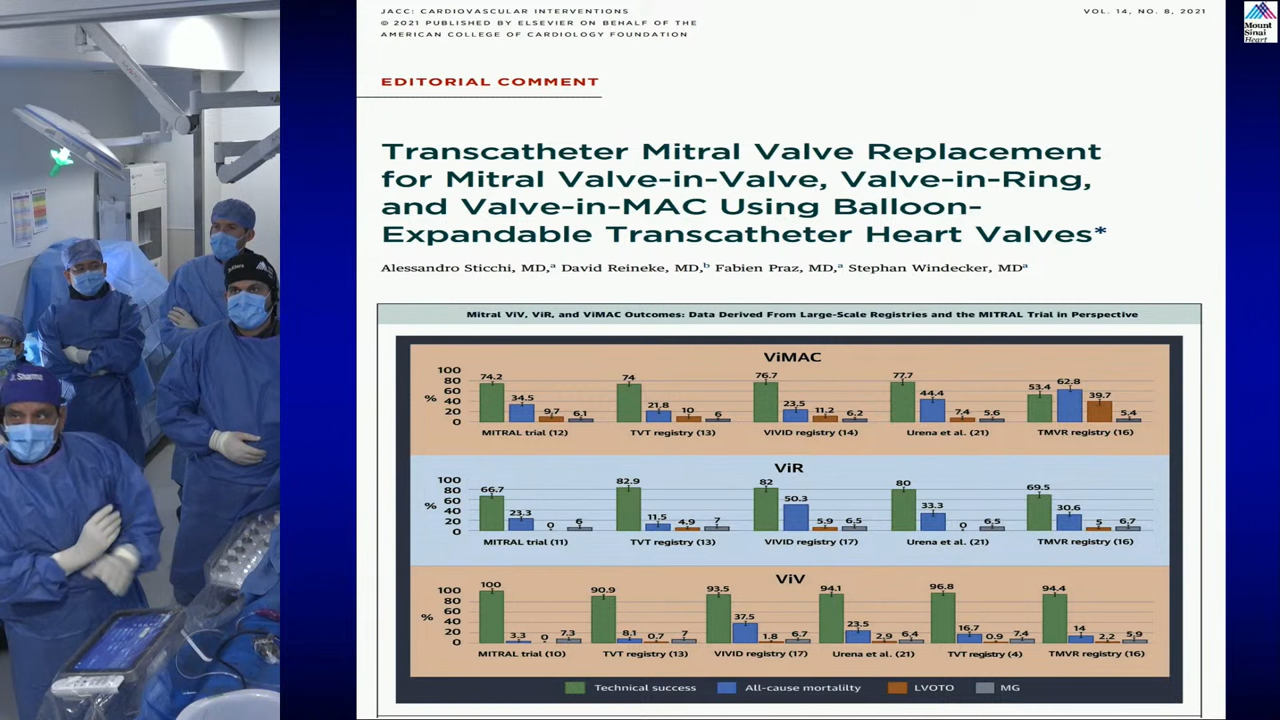 JACC: CARDIOVASCULAR INTERVENTIONS
VOL. 14, NO. 8, 2021
© 2021 PUBLISHED BY ELSEVIER ON BEHALF OF THE
AMERICAN COLLEGE OF CARDIOLOGY FOUNDATION
Mount
Sinai
Heart
EDITORIAL COMMENT
Transcatheter Mitral Valve Replacement
for Mitral Valve-in-Valve, Valve-in-Ring,
and Valve-in-MAC Using Balloon-
Expandable Transcatheter Heart Valves*
Alessandro Sticchi, MD,a David Reineke, MD,b Fabien Praz, MD,a Stephan Windecker, MDa
Mitral ViV, ViR, and ViMAC Outcomes: Data Derived From Large-Scale Registries and the MITRAL Trial in Perspective
ViMAC
%
100
80
60
40
20
0
74.2 34.5 9.7 6.1
74 21.8 10 6
76.7 23.5 11.2 6.2
77.7 44.4 7.4 5.6
53.4 62.8 39.7 5.4
MITRAL trial (12) TVT registry (13) VIVID registry (14) Urena et al. (21) TMVR registry (16)
ViR
%
100
80
60
40
20
0
66.7 23.3 0 6
82.9 11.5 4.9 7
82 50.3 5.9 6.5
80 33.3 0 6.5
69.5 30.6 5 6.7
MITRAL trial (11) TVT registry (13) VIVID registry (17) Urena et al. (21) TMVR registry (16)
ViV
%
100
80
60
40
20
0
100 3.3 0 7.3
90.9 8.1 0.7 7
93.5 37.5 1.8 6.7
94.1 23.5 2.9 6.4
96.8 16.7 0.9 7.4
94.4 14 2.2 5.9
MITRAL trial (10) TVT registry (13) VIVID registry (17) Urena et al. (21) TVT registry (4) TMVR registry (16)
Technical success All-cause mortalilty LVOTO MG